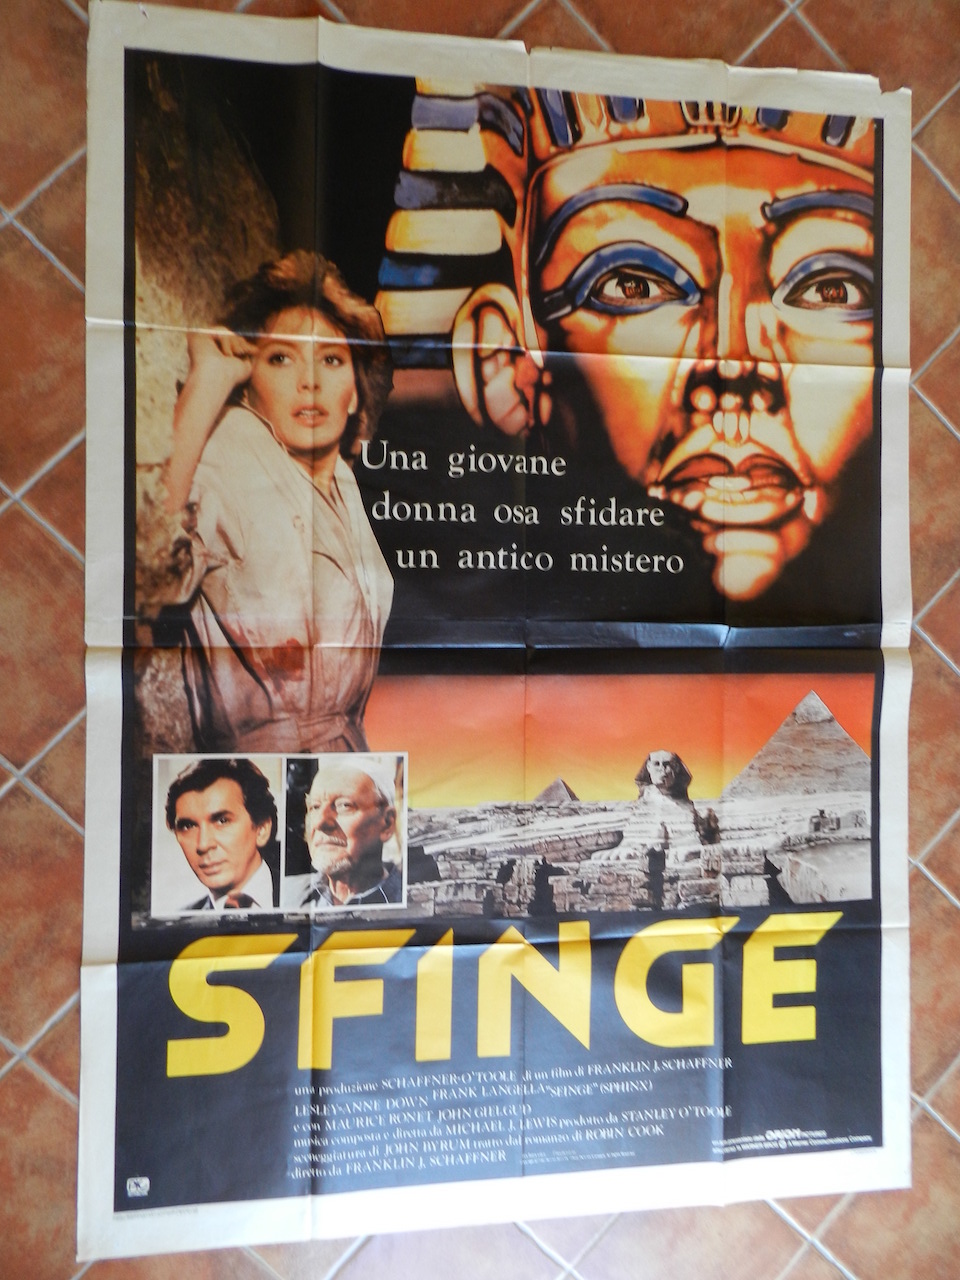 Una giovane
donna osa sfidare
un antico mistero
SFINGE
una produzione SCHAFFNER-O'TOOLE di un film di FRANKLIN J. SCHAFFNER
LESLEY-ANNE DOWN FRANK LANGELLA "SFINGE" (SPHINX)
e con MAURICE RONET JOHN GIELGUD
musica composta e diretta da MICHAEL J. LEWIS prodotto da STANLEY O'TOOLE
sceneggiatura di JOHN BYRUM tratto dal romanzo di ROBIN COOK
diretto da FRANKLIN J. SCHAFFNER
ORION